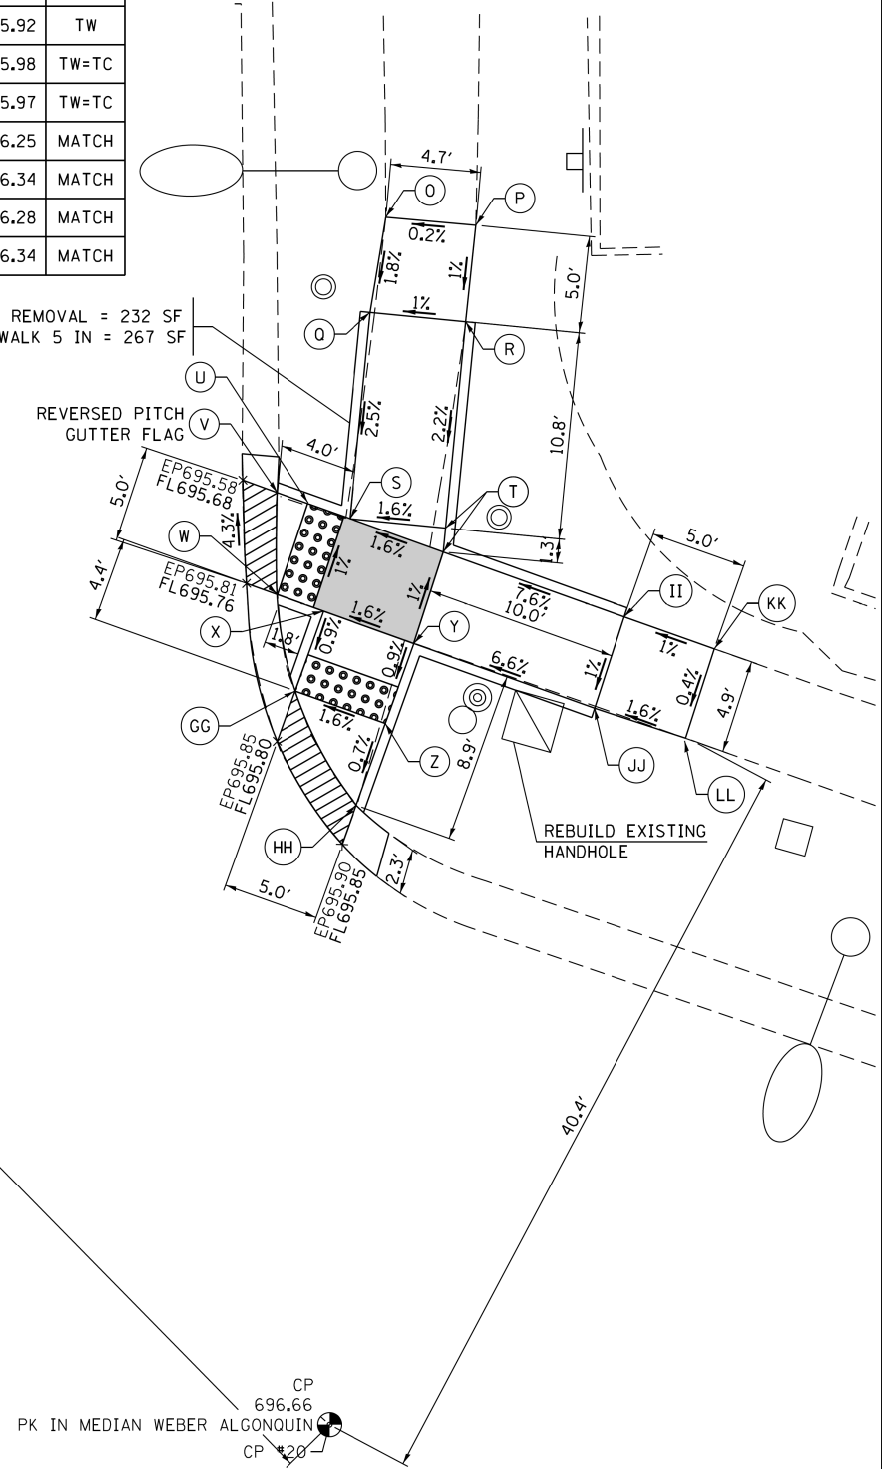 5.92 TW
5.98 TW=TC
5.97 TW=TC
6.25 MATCH
6.34 MATCH
6.28 MATCH
6.34 MATCH
4.7'
O
P
0.2%
1.8%
1%
5.0'
1%
REMOVAL = 232 SF
WALK 5 IN = 267 SF
Q
R
U
REVERSED PITCH
GUTTER FLAG
V
2.5%
2.2%
10.8'
4.0'
EP695.58
FL695.68
5.0'
S
T
1.6%
1.6%
W
4.3%
1%
1.3'
5.0'
4.4'
EP695.81
FL695.76
7.6%
10.0'
II
KK
1%
1.6%
X
Y
1%
1.8'
0.9%
0.9%
6.6%
1%
0.4%
4.9'
1.6%
GG
1.6%
Z
0.7%
8.9'
JJ
LL
EP695.85
FL695.80
HH
REBUILD EXISTING
HANDHOLE
5.0'
EP695.90
FL695.85
2.3'
40.4'
CP
696.66
PK IN MEDIAN WEBER ALGONQUIN
CP #20